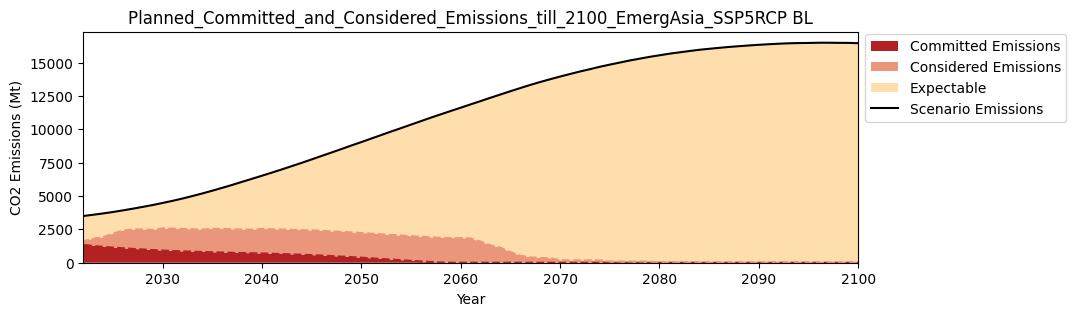 Planned_Committed_and_Considered_Emissions_till_2100_EmergAsia_SSP5RCP BL
Committed Emissions
Considered Emissions
Expectable
Scenario Emissions
CO2 Emissions (Mt)
15000
12500
10000
7500
5000
2500
0
2030 2040 2050 2060 2070 2080 2090 2100
Year